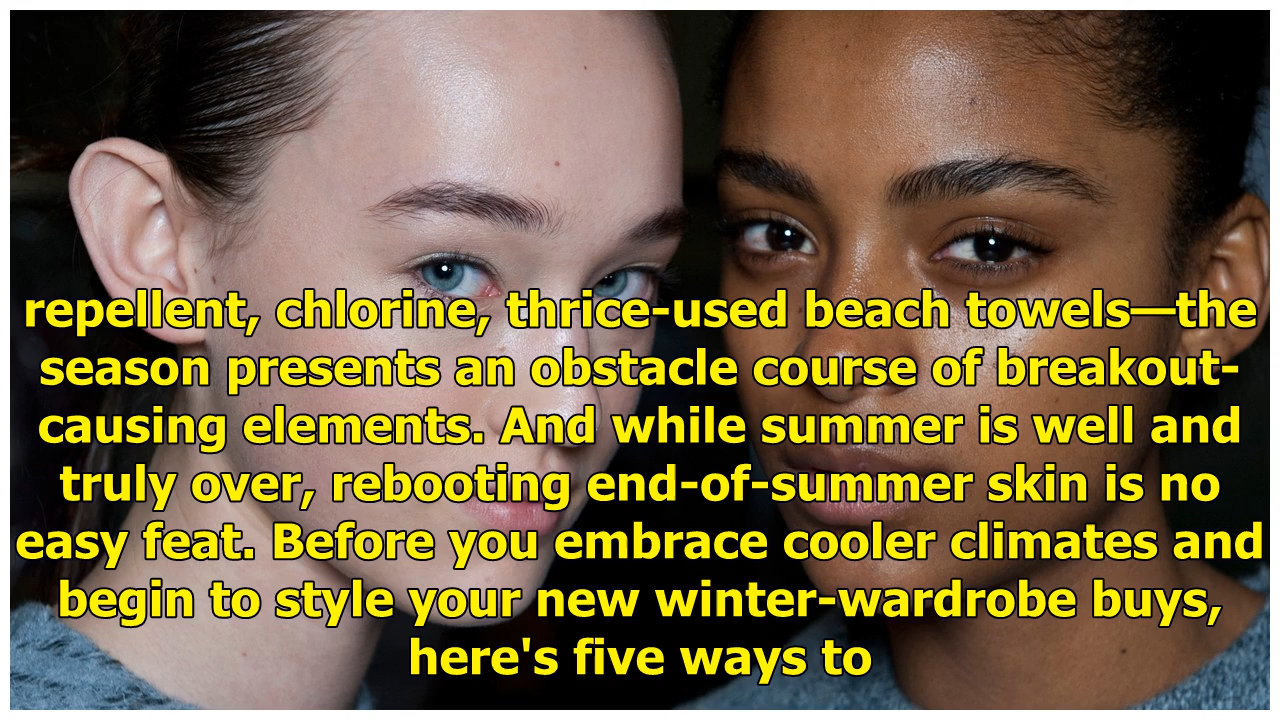 repellent, chlorine, thrice-used beach towels—the
season presents an obstacle course of breakout-
causing elements. And while summer is well and
truly over, rebooting end-of-summer skin is no
easy feat. Before you embrace cooler climates and
begin to style your new winter-wardrobe buys,
here's five ways to